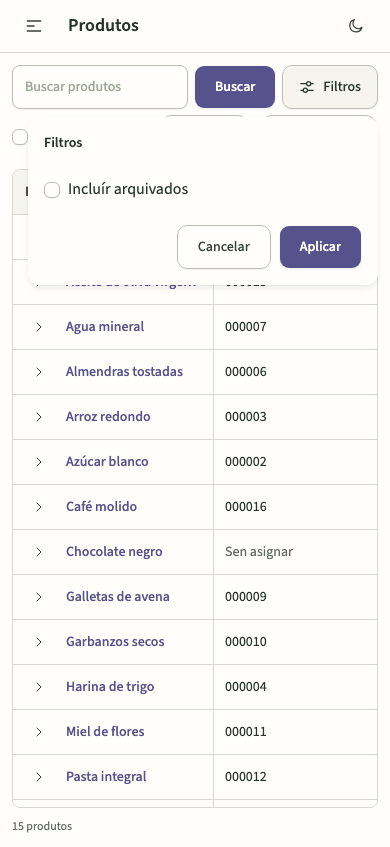 Produtos
Buscar produtos
Buscar
Filtros
Filtros
Incluír arquivados
Cancelar
Aplicar
Agua mineral
000007
Almendras tostadas
000006
Arroz redondo
000003
Azúcar blanco
000002
Café molido
000016
Chocolate negro
Sen asignar
Galletas de avena
000009
Garbanzos secos
000010
Harina de trigo
000004
Miel de flores
000011
Pasta integral
000012
15 produtos